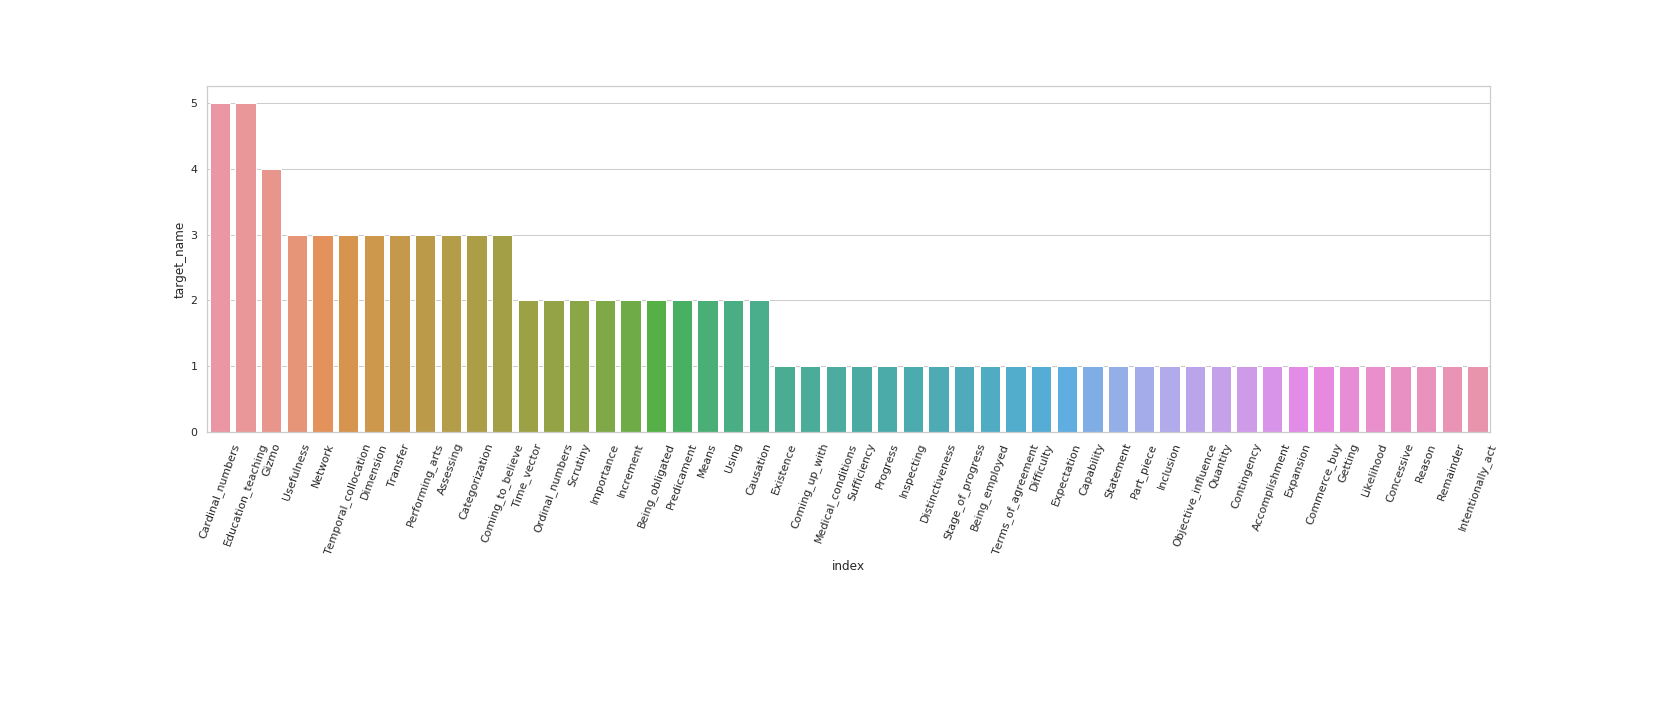 5
4
3
2
1
0
target_name
Cardinal_numbers
Education_teaching
Gizmo
Usefulness
Network
Temporal_collocation
Dimension
Transfer
Performing_arts
Assessing
Categorization
Coming_to_believe
Time_vector
Ordinal_numbers
Scrutiny
Importance
Increment
Being_obligated
Predicament
Means
Using
Causation
Existence
Coming_up_with
Medical_conditions
Sufficiency
Progress
Inspecting
Distinctiveness
Stage_of_progress
Being_employed
Terms_of_agreement
Difficulty
Expectation
Capability
Statement
Part_piece
Inclusion
Objective_influence
Quantity
Contingency
Accomplishment
Expansion
Commerce_buy
Getting
Likelihood
Concessive
Reason
Remainder
Intentionally_act
index